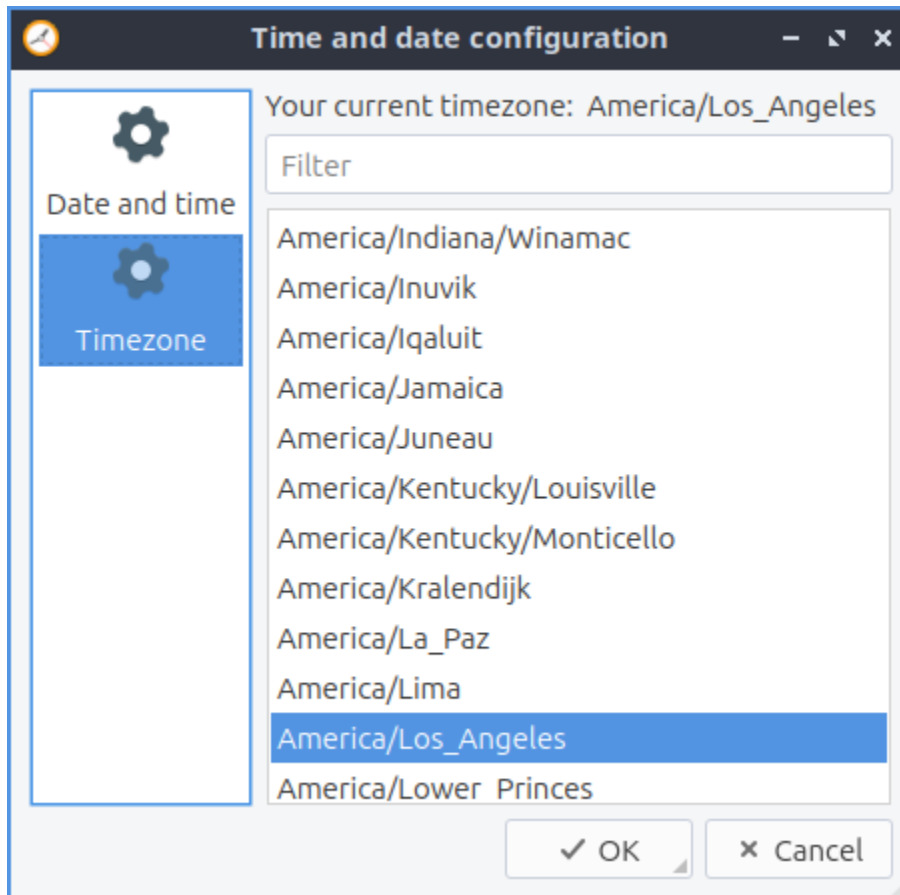 Time and date configuration
Your current timezone: America/Los_Angeles
Filter
Date and time
Timezone
America/Indiana/Winamac
America/Inuvik
America/Iqaluit
America/Jamaica
America/Juneau
America/Kentucky/Louisville
America/Kentucky/Monticello
America/Kralendijk
America/La_Paz
America/Lima
America/Los_Angeles
America/Lower_Princes
OK
Cancel